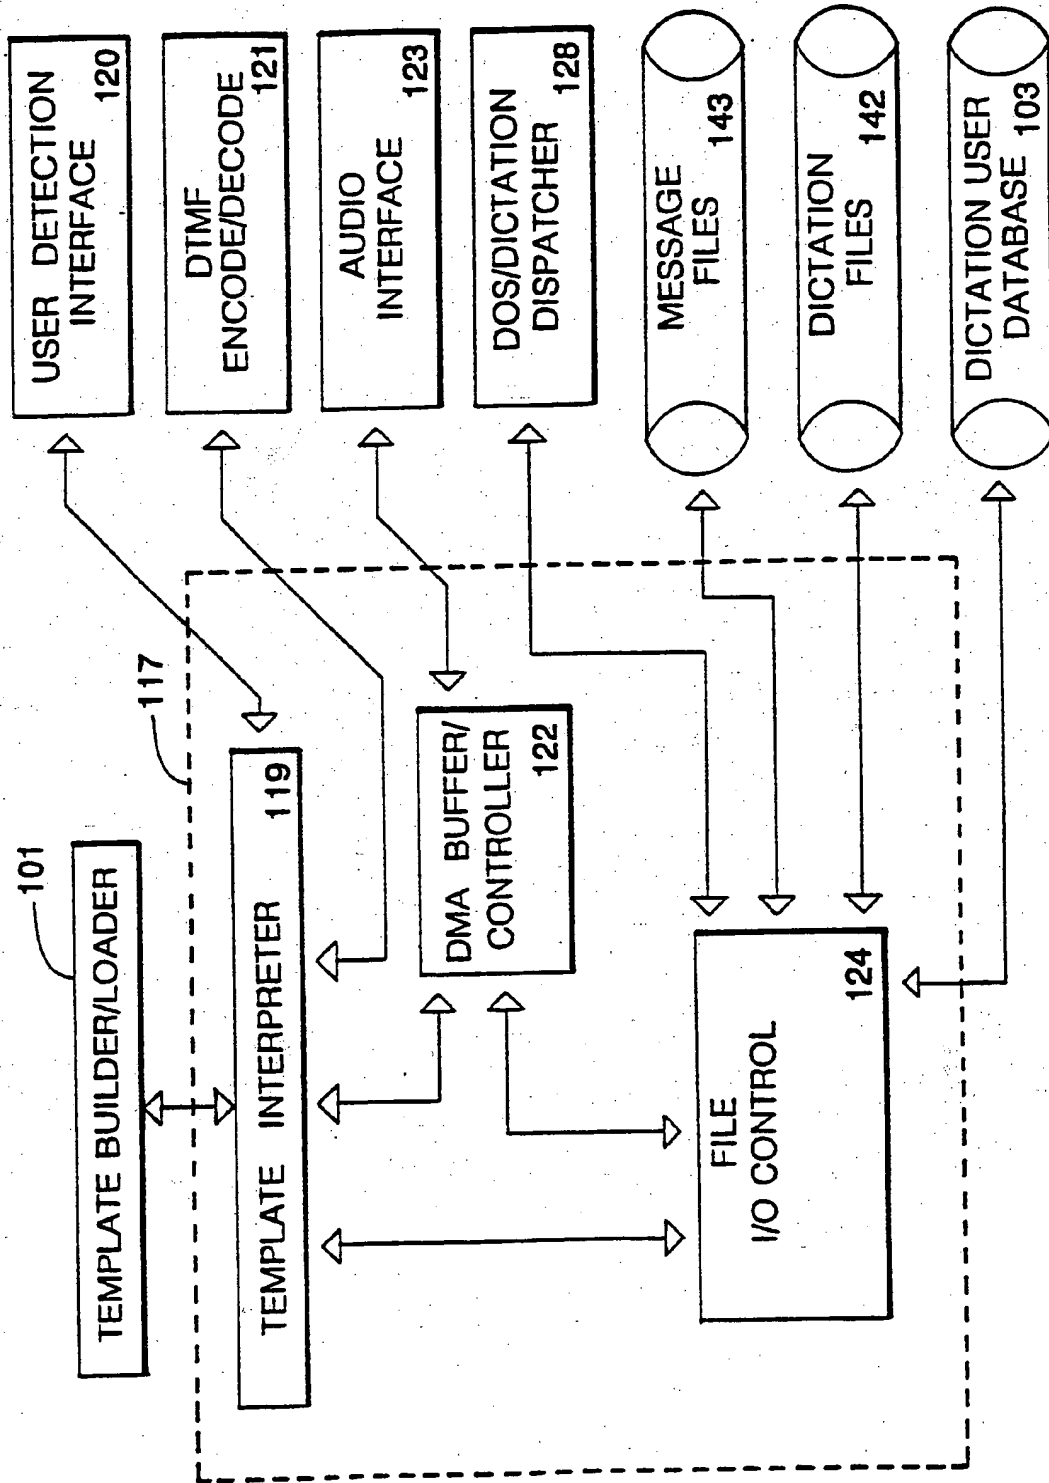 101
TEMPLATE BUILDER/LOADER
117
TEMPLATE INTERPRETER
119
DMA BUFFER/
CONTROLLER
122
FILE
I/O CONTROL
124
USER DETECTION
INTERFACE
120
DTMF
ENCODE/DECODE
121
AUDIO
INTERFACE
123
DOS/DICTATION
DISPATCHER
128
MESSAGE
FILES
143
DICTATION
FILES
142
DICTATION USER
DATABASE
103